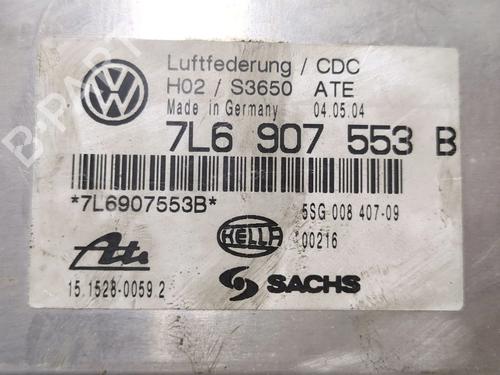 Luftfederung / CDC
H02 / S3650 ATE
Made in Germany 04.05.04
7L6 907 553 B
*7L6907553B*
5SG 008 407-09
HELLA 00216
Ate
SACHS
15.1528-0059.2
B-PARTS